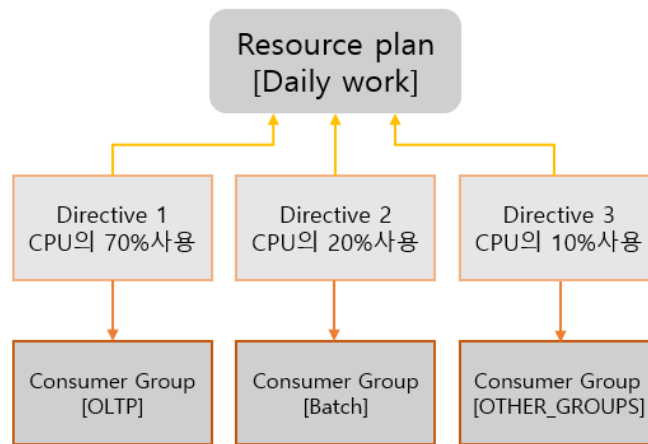 Resource plan
[Daily work]
Directive 1
CPU의 70%사용
Directive 2
CPU의 20%사용
Directive 3
CPU의 10%사용
Consumer Group
[OLTP]
Consumer Group
[Batch]
Consumer Group
[OTHER_GROUPS]